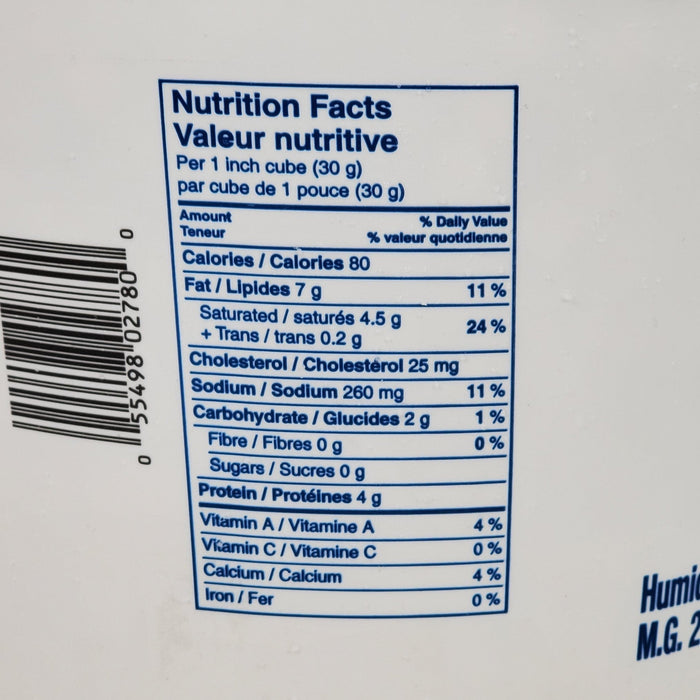 Nutrition Facts
Valeur nutritive
Per 1 inch cube (30 g)
par cube de 1 pouce (30 g)
Amount % Daily Value
Teneur % valeur quotidienne
Calories / Calories 80
Fat / Lipides 7 g 11 %
Saturated / saturés 4.5 g
+ Trans / trans 0.2 g 24 %
Cholesterol / Cholestérol 25 mg
Sodium / Sodium 260 mg 11 %
Carbohydrate / Glucides 2 g 1 %
Fibre / Fibres 0 g 0 %
Sugars / Sucres 0 g
Protein / Protéines 4 g
Vitamin A / Vitamine A 4 %
Vitamin C / Vitamine C 0 %
Calcium / Calcium 4 %
Iron / Fer 0 %
0 55498 02780 0
M.G. 2